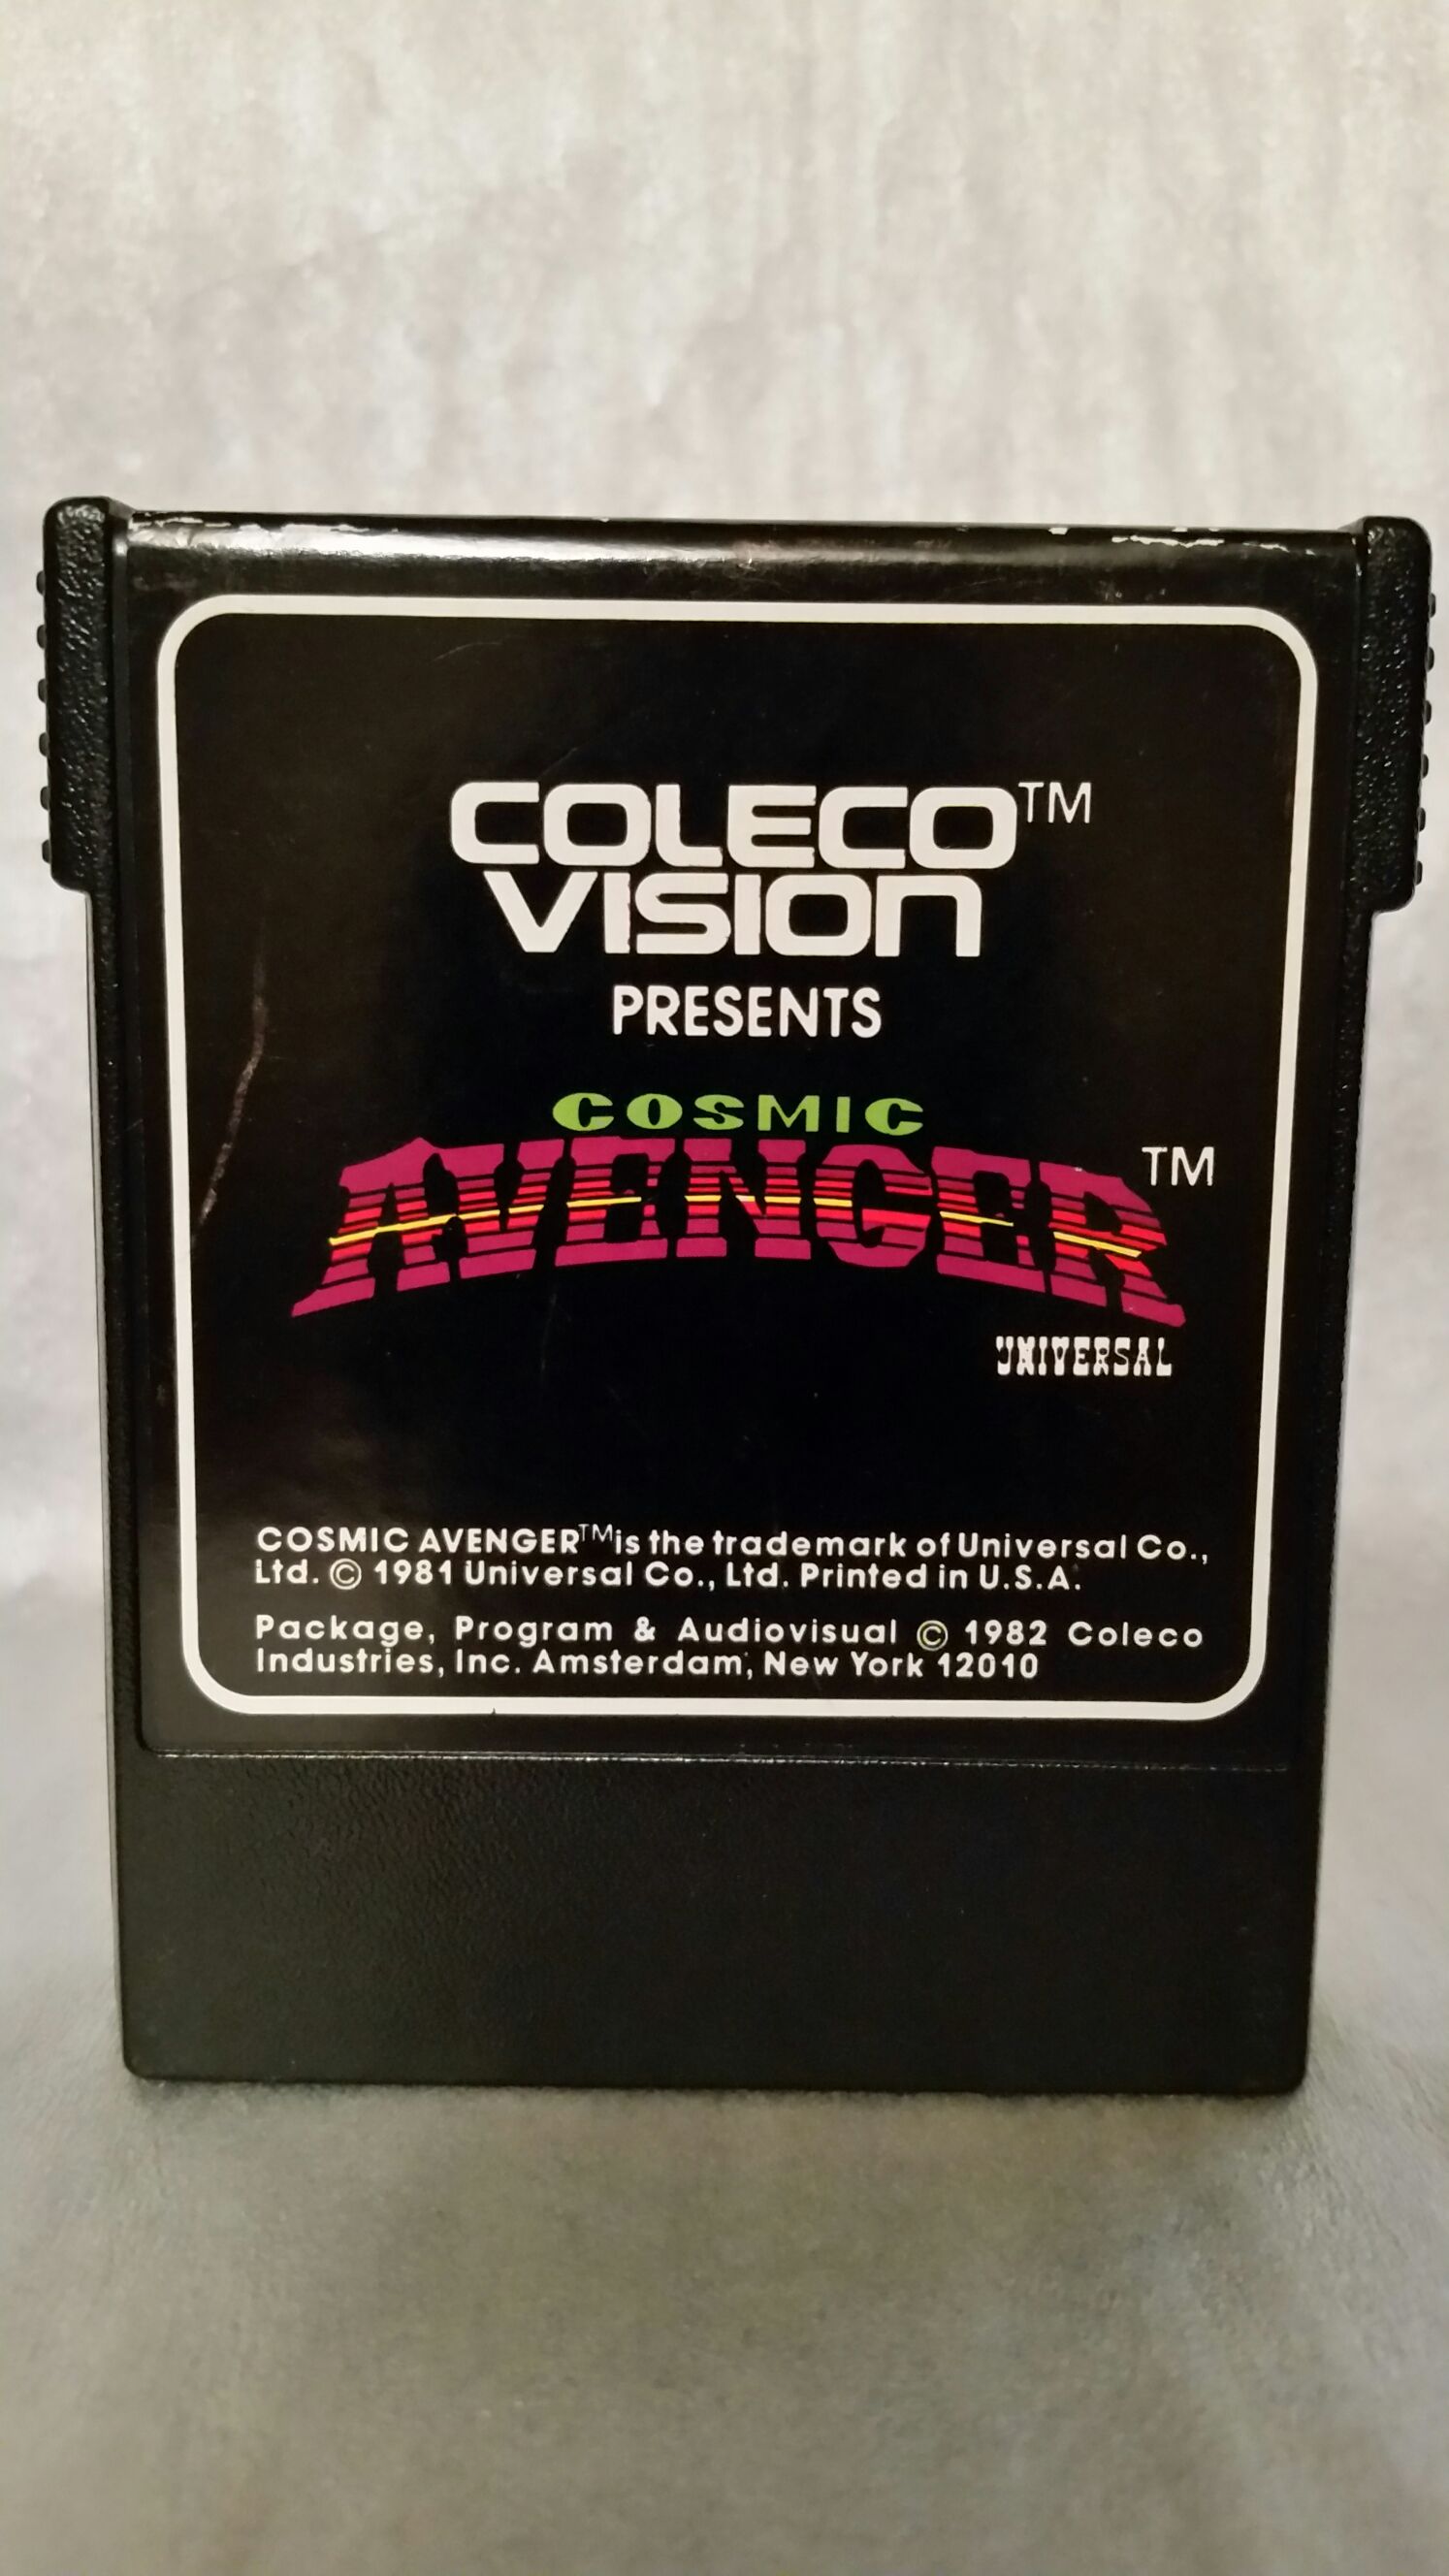 COLECO™
VISION
PRESENTS
COSMIC
AVENGER™
UNIVERSAL
COSMIC AVENGER™ is the trademark of Universal Co.,
Ltd. © 1981 Universal Co., Ltd. Printed in U.S.A.
Package, Program & Audiovisual © 1982 Coleco
Industries, Inc. Amsterdam, New York 12010